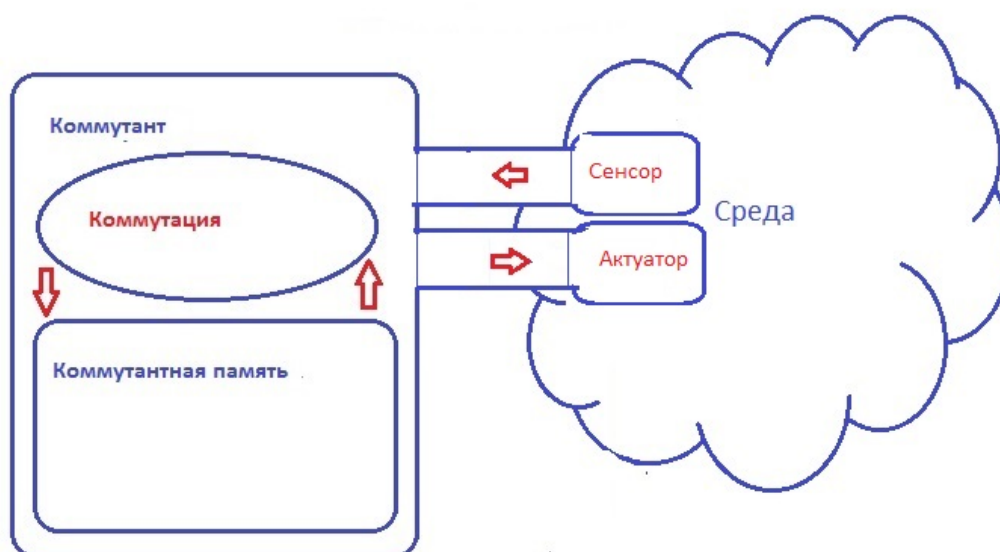 Коммутант
Коммутация
Коммутантная память
Сенсор
Актуатор
Среда